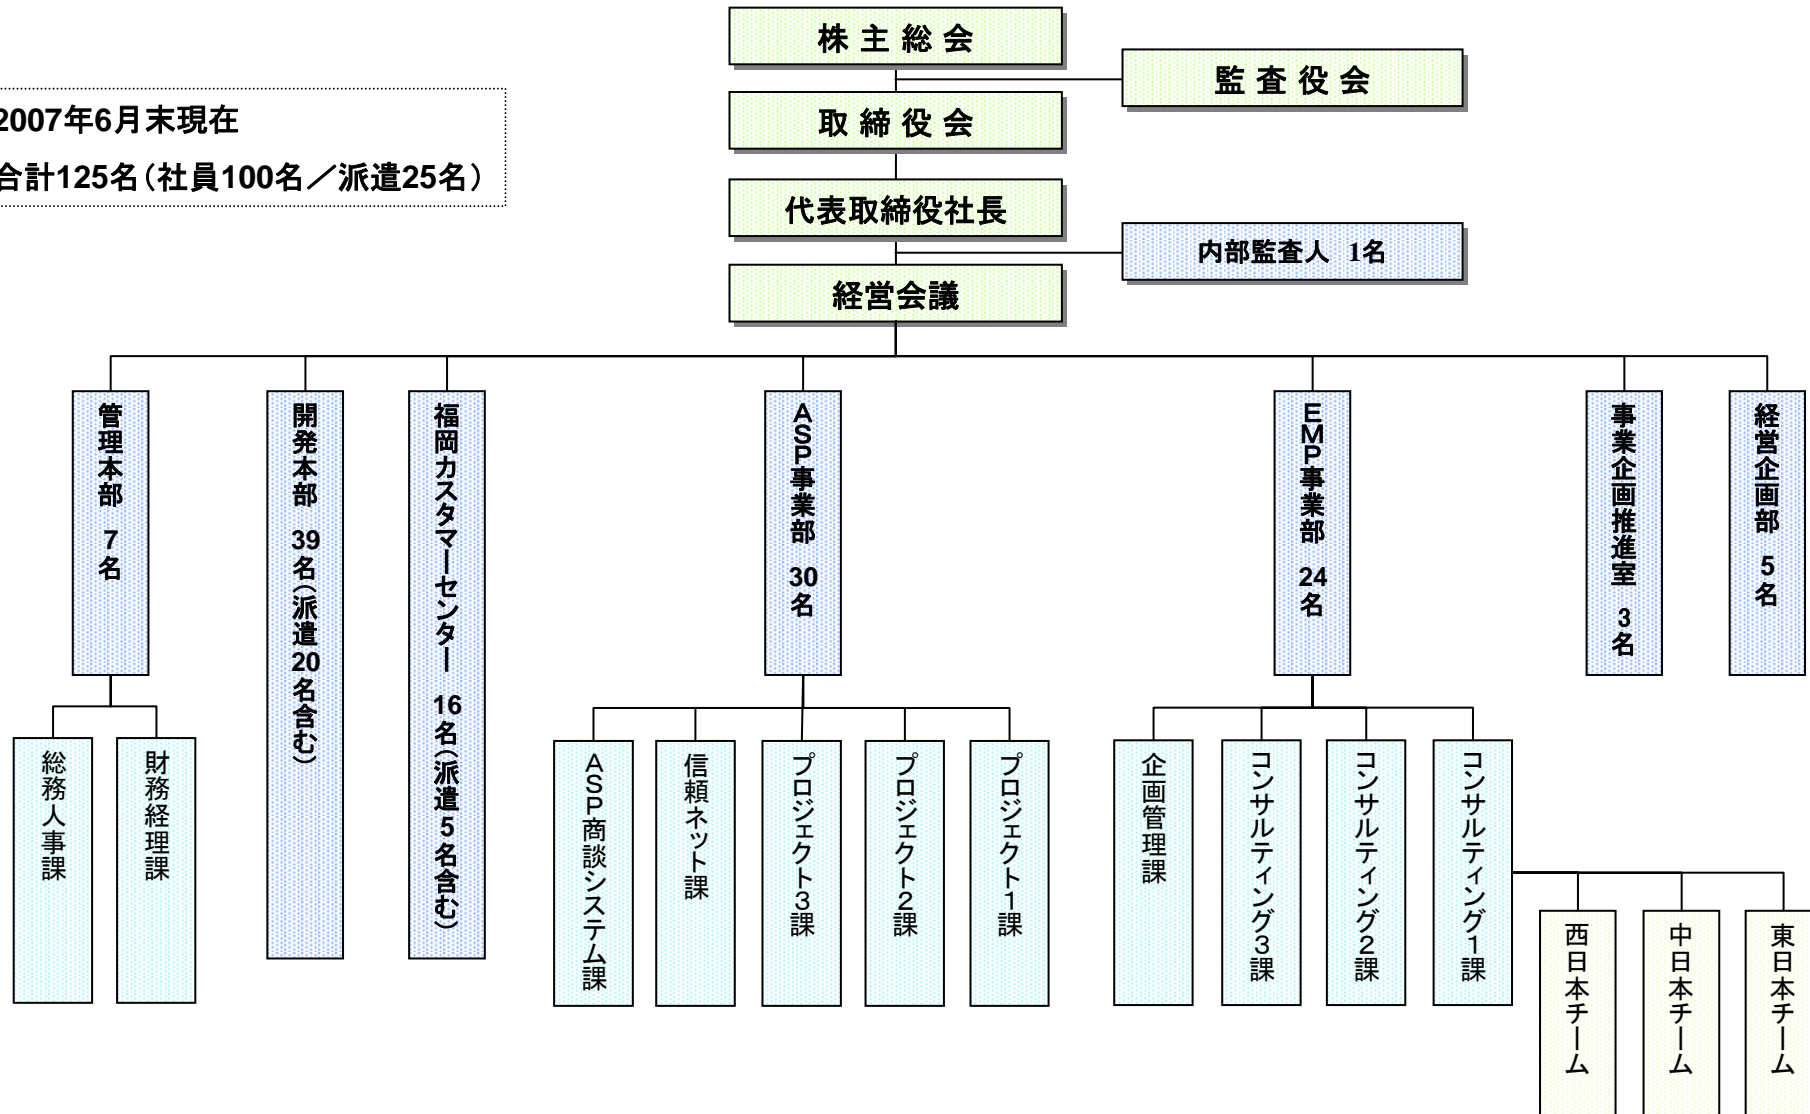 株 主 総 会
監 査 役 会
2007年6月末現在
取 締 役 会
合計125名（社員100名／派遣25名）
代表取締役社長
内部監査人 1名
経営会議
管理本部 7名
開発本部 39名（派遣20名含む）
福岡カスタマーセンター 16名（派遣5名含む）
ＡＳＰ事業部 30名
ＥＭＰ事業部 24名
事業企画推進室 3名
経営企画部 5名
総務人事課
財務経理課
ＡＳＰ商談システム課
信頼ネット課
プロジェクト３課
プロジェクト２課
プロジェクト１課
企画管理課
コンサルティング３課
コンサルティング２課
コンサルティング１課
西日本チーム
中日本チーム
東日本チーム